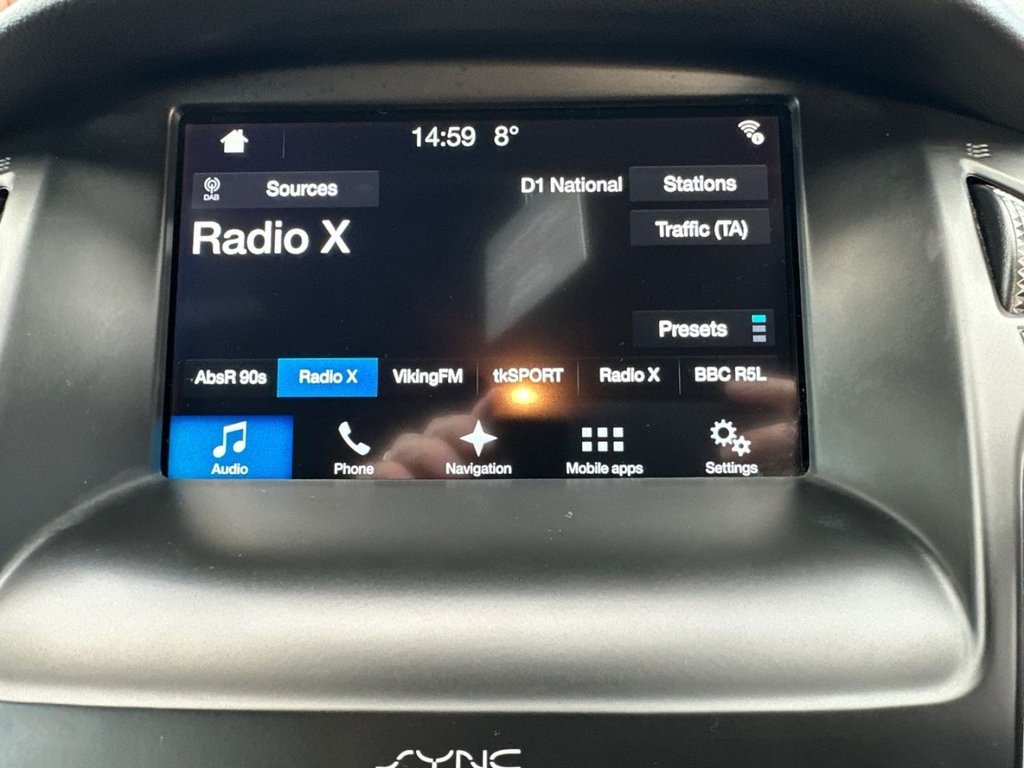 14:59 8°
DAB Sources
D1 National Stations
Radio X
Traffic (TA)
Presets
AbsR 90s Radio X VikingFM tkSPORT Radio X BBC R5L
Audio Phone Navigation Mobile apps Settings
SYNC